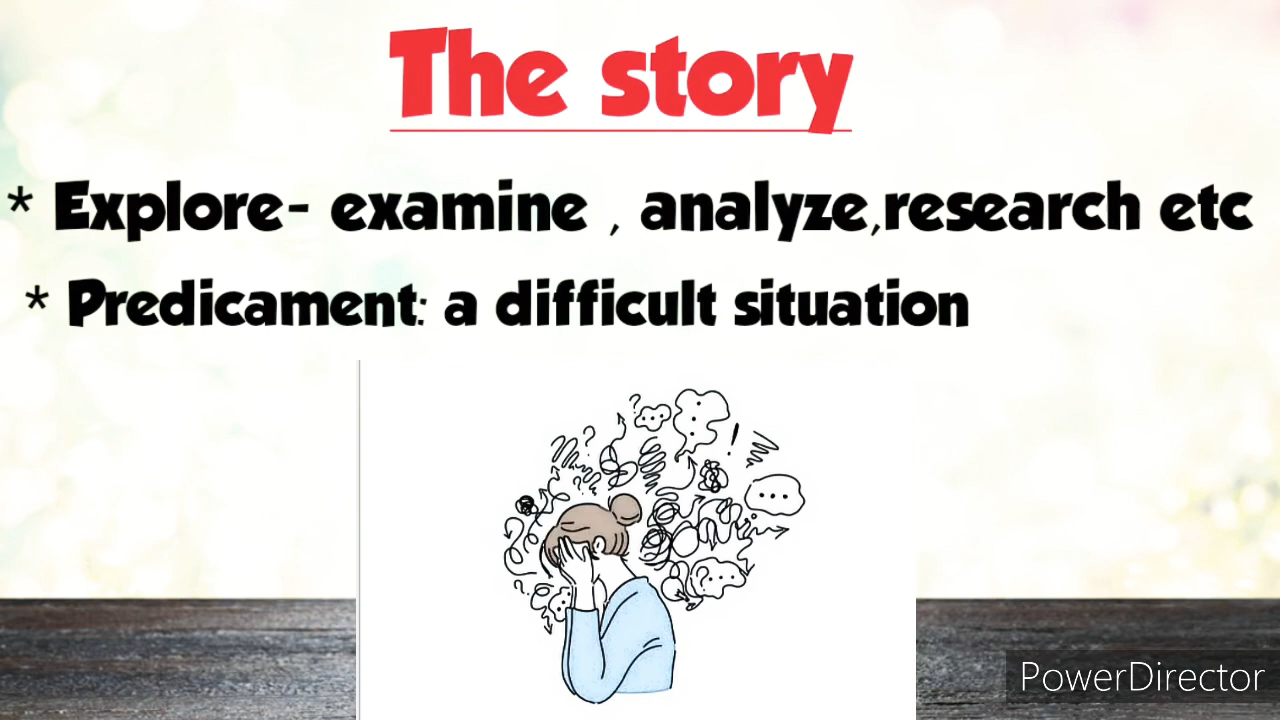 The story
* Explore- examine , analyze,research etc
* Predicament: a difficult situation
PowerDirector